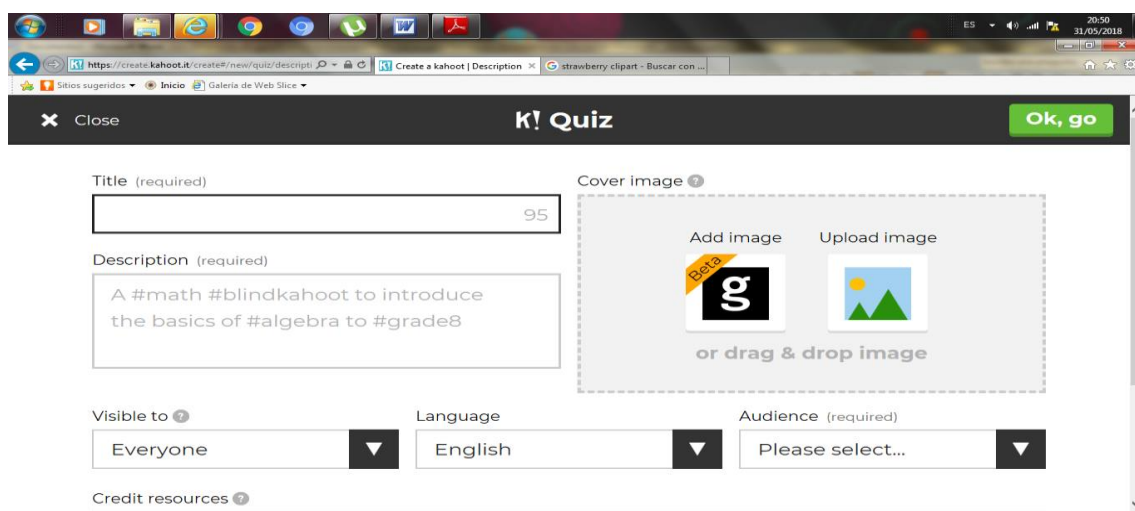 ES
20:50
31/05/2018
https://create.kahoot.it/create#/new/quiz/descripti
Create a kahoot | Description
strawberry clipart - Buscar con ...
Sitios sugeridos
Inicio
Galería de Web Slice
Close
K! Quiz
Ok, go
Title (required)
95
Cover image
Add image
Upload image
Beta
g
or drag & drop image
Description (required)
A #math #blindkahoot to introduce
the basics of #algebra to #grade8
Visible to
Language
Audience (required)
Everyone
English
Please select...
Credit resources